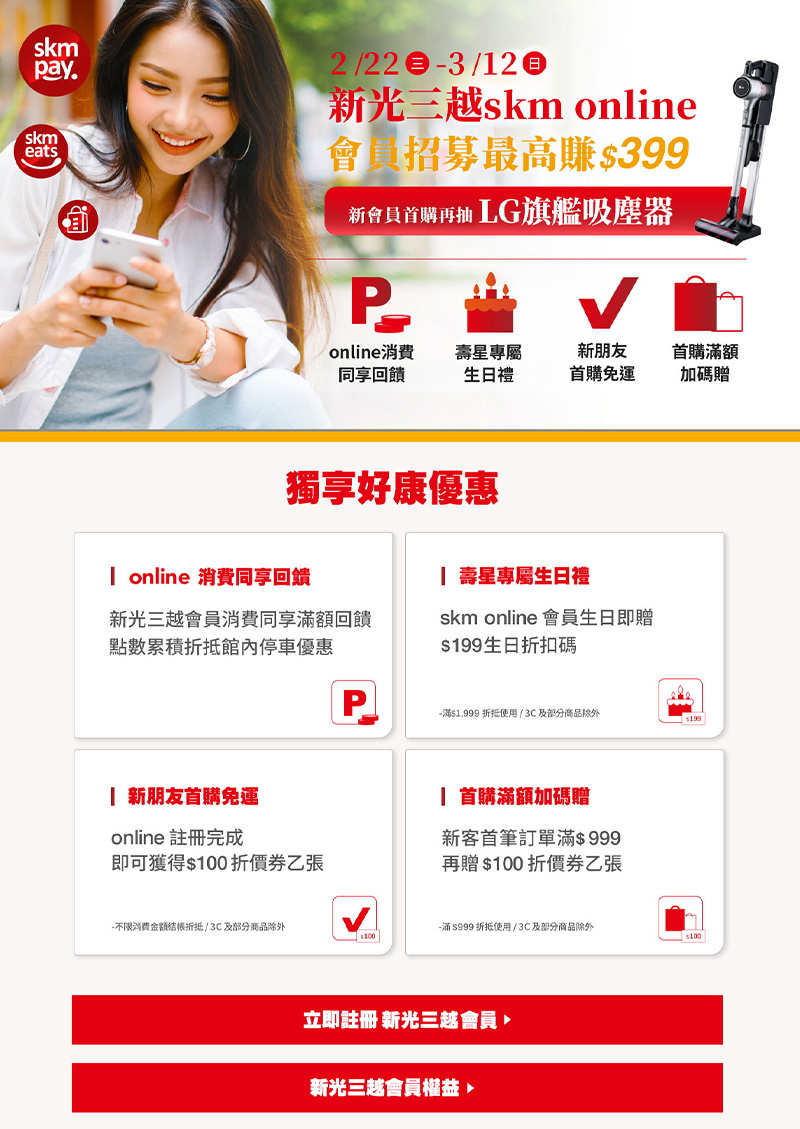 skm
pay.
skm
eats
2/22㊂-3/12㊐
新光三越skm online
會員招募最高賺$399
新會員首購再抽 LG旗艦吸塵器
P
online消費
同享回饋
壽星專屬
生日禮
新朋友
首購免運
首購滿額
加碼贈
獨享好康優惠
online 消費同享回饋
新光三越會員消費同享滿額回饋
點數累積折抵館內停車優惠
P
壽星專屬生日禮
skm online 會員生日即贈
$199生日折扣碼
-滿$1,999 折抵使用 / 3C 及部分商品除外
$199
新朋友首購免運
online 註冊完成
即可獲得$100 折價券乙張
-不限消費金額結帳折抵 / 3C 及部分商品除外
$100
首購滿額加碼贈
新客首筆訂單滿$ 999
再贈 $100 折價券乙張
-滿 $999 折抵使用 / 3C 及部分商品除外
$100
立即註冊 新光三越會員
新光三越會員權益